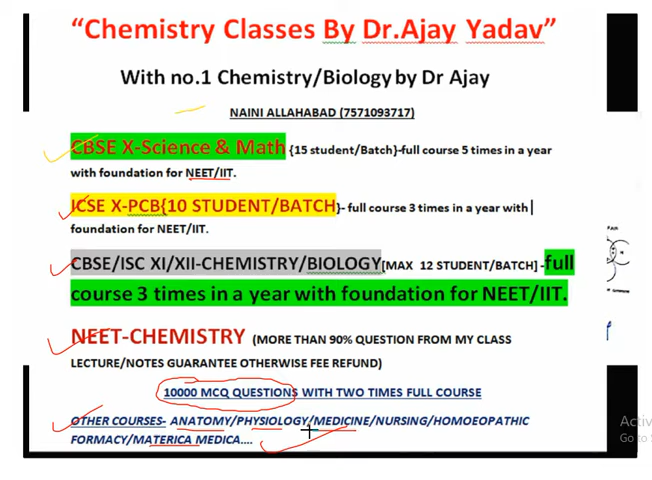 “Chemistry Classes By Dr.Ajay Yadav”
With no.1 Chemistry/Biology by Dr Ajay
NAINI ALLAHABAD (7571093717)
CBSE X-Science & Math {15 student/Batch}-full course 5 times in a year
with foundation for NEET/IIT.
ICSE X-PCB{10 STUDENT/BATCH}- full course 3 times in a year with
foundation for NEET/IIT.
CBSE/ISC XI/XII-CHEMISTRY/BIOLOGY[MAX 12 STUDENT/BATCH] -full
course 3 times in a year with foundation for NEET/IIT.
NEET-CHEMISTRY (MORE THAN 90% QUESTION FROM MY CLASS
LECTURE/NOTES GUARANTEE OTHERWISE FEE REFUND)
10000 MCQ QUESTIONS WITH TWO TIMES FULL COURSE
OTHER COURSES- ANATOMY/PHYSIOLOGY/MEDICINE/NURSING/HOMOEOPATHIC
FORMACY/MATERICA MEDICA....
Activ
Go to S